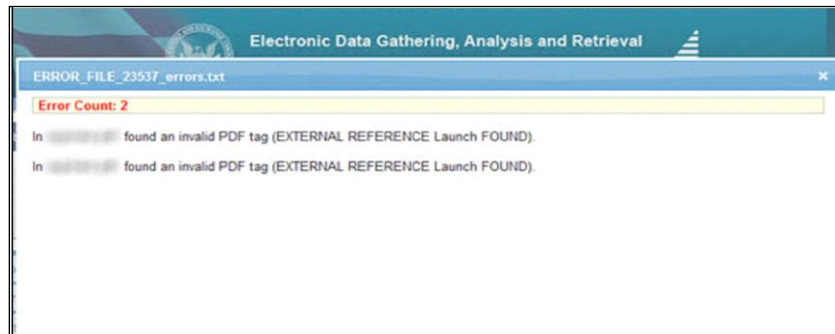 Electronic Data Gathering, Analysis and Retrieval
ERROR_FILE_23537_errors.txt
Error Count: 2
In found an invalid PDF tag (EXTERNAL REFERENCE Launch FOUND).
In found an invalid PDF tag (EXTERNAL REFERENCE Launch FOUND).